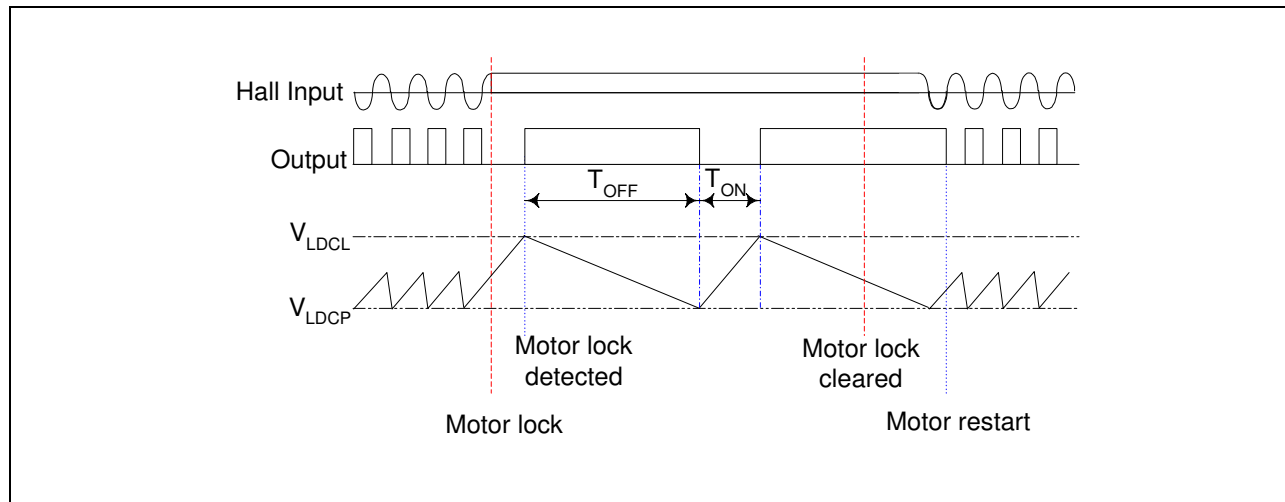 Hall Input
Output
TOFF
TON
VLDCL
VLDCP
Motor lock
detected
Motor lock
cleared
Motor lock
Motor restart